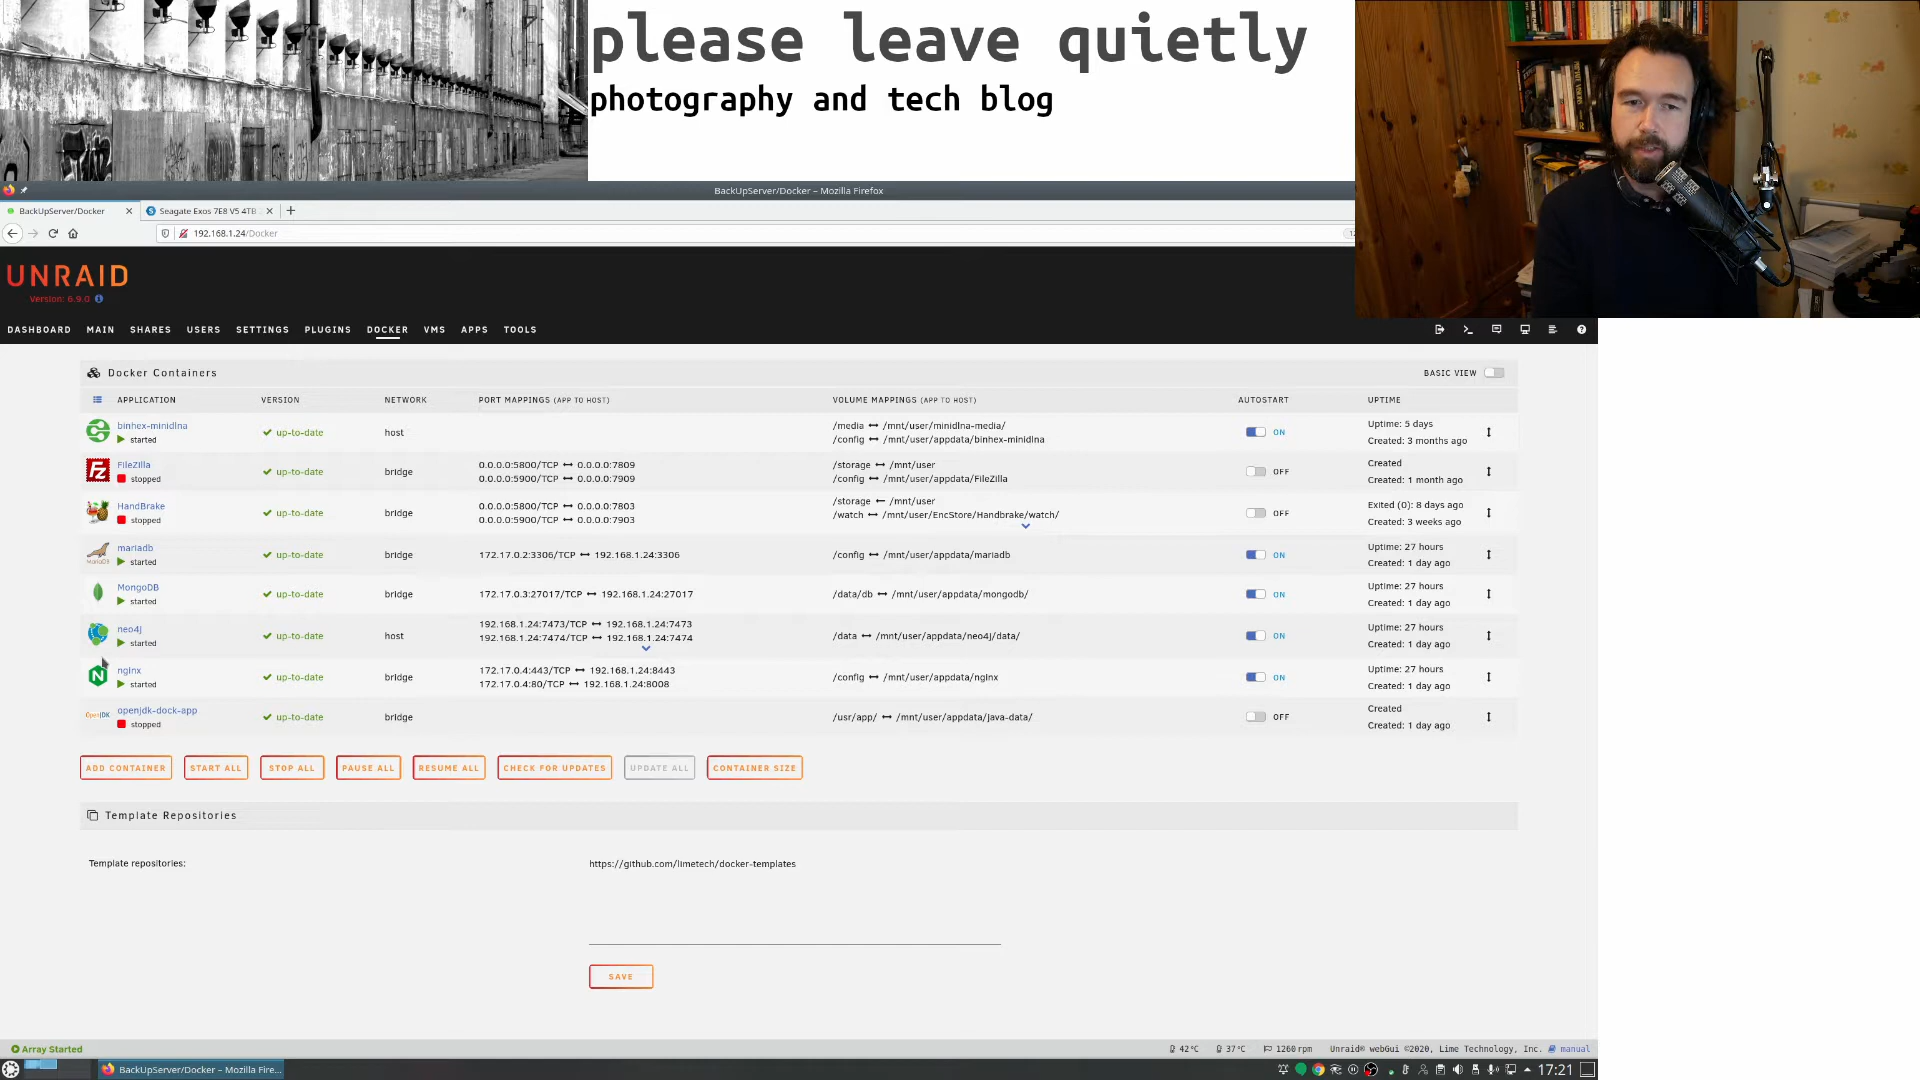 please leave quietly
photography and tech blog
BackUpServer/Docker – Mozilla Firefox
BackUpServer/Docker
Seagate Exos 7E8 V5 4TB
192.168.1.24/Docker
UNRAID
Version: 6.9.0
DASHBOARD MAIN SHARES USERS SETTINGS PLUGINS DOCKER VMS APPS TOOLS
Docker Containers
BASIC VIEW
APPLICATION VERSION NETWORK PORT MAPPINGS (APP TO HOST) VOLUME MAPPINGS (APP TO HOST) AUTOSTART UPTIME
binhex-minidlna
started
up-to-date
host
/media ↔ /mnt/user/minidlna-media/
/config ↔ /mnt/user/appdata/binhex-minidlna
ON
Uptime: 5 days
Created: 3 months ago
FileZilla
stopped
up-to-date
bridge
0.0.0.0:5800/TCP ↔ 0.0.0.0:7809
0.0.0.0:5900/TCP ↔ 0.0.0.0:7909
/storage ↔ /mnt/user
/config ↔ /mnt/user/appdata/FileZilla
OFF
Created
Created: 1 month ago
HandBrake
stopped
up-to-date
bridge
0.0.0.0:5800/TCP ↔ 0.0.0.0:7803
0.0.0.0:5900/TCP ↔ 0.0.0.0:7903
/storage ↔ /mnt/user
/watch ↔ /mnt/user/EncStore/Handbrake/watch/
OFF
Exited (0): 8 days ago
Created: 3 weeks ago
mariadb
started
up-to-date
bridge
172.17.0.2:3306/TCP ↔ 192.168.1.24:3306
/config ↔ /mnt/user/appdata/mariadb
ON
Uptime: 27 hours
Created: 1 day ago
MongoDB
started
up-to-date
bridge
172.17.0.3:27017/TCP ↔ 192.168.1.24:27017
/data/db ↔ /mnt/user/appdata/mongodb/
ON
Uptime: 27 hours
Created: 1 day ago
neo4j
started
up-to-date
host
192.168.1.24:7473/TCP ↔ 192.168.1.24:7473
192.168.1.24:7474/TCP ↔ 192.168.1.24:7474
/data ↔ /mnt/user/appdata/neo4j/data/
ON
Uptime: 27 hours
Created: 1 day ago
nginx
started
up-to-date
bridge
172.17.0.4:443/TCP ↔ 192.168.1.24:8443
172.17.0.4:80/TCP ↔ 192.168.1.24:8008
/config ↔ /mnt/user/appdata/nginx
ON
Uptime: 27 hours
Created: 1 day ago
OpenJDK
openjdk-dock-app
stopped
up-to-date
bridge
/usr/app/ ↔ /mnt/user/appdata/java-data/
OFF
Created
Created: 1 day ago
ADD CONTAINER START ALL STOP ALL PAUSE ALL RESUME ALL CHECK FOR UPDATES UPDATE ALL CONTAINER SIZE
Template Repositories
Template repositories:
https://github.com/limetech/docker-templates
SAVE
Array Started
42°C 37°C 1260 rpm Unraid® webGui ©2020, Lime Technology, Inc. manual
BackUpServer/Docker – Mozilla Fire...
17:21